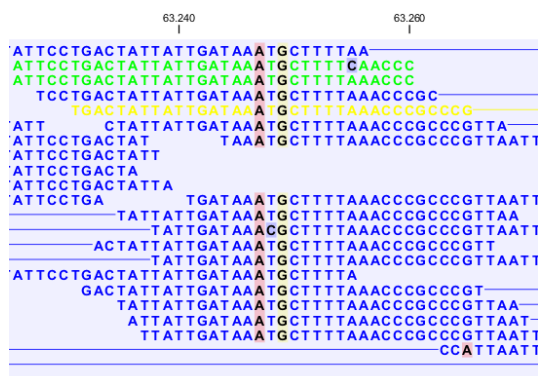 63.240 63.260
ATTCCTGACTATTATTGATAAATGCTTTTAA
ATTCCTGACTATTATTGATAAATGCTTTTCAACCC
ATTCCTGACTATTATTGATAAATGCTTTTAAACCC
TCCTGACTATTATTGATAAATGCTTTTAAACCCGC
TGACTATTATTGATAAATGCTTTTAAACCCGCCCG
ATT CTATTATTGATAAATGCTTTTAAACCCGCCCGTTA
ATTCCTGACTAT TAAATGCTTTTAAACCCGCCCGTTAATT
ATTCCTGACTATT
ATTCCTGACTA
ATTCCTGACTATTA
ATTCCTGA TGATAAATGCTTTTAAACCCGCCCGTTAATT
TATTATTGATAAATGCTTTTAAACCCGCCCGTTAA
TATTGATAAACGCTTTTAAACCCGCCCGTTAATT
ACTATTATTGATAAATGCTTTTAAACCCGCCCGTT
TATTGATAAATGCTTTTAAACCCGCCCGTTAATT
ATTCCTGACTATTATTGATAAATGCTTTTA
GACTATTATTGATAAATGCTTTTAAACCCGCCCGT
TATTATTGATAAATGCTTTTAAACCCGCCCGTTAA
ATTATTGATAAATGCTTTTAAACCCGCCCGTTAAT
TTATTGATAAATGCTTTTAAACCCGCCCGTTAATT
CCATTAATT